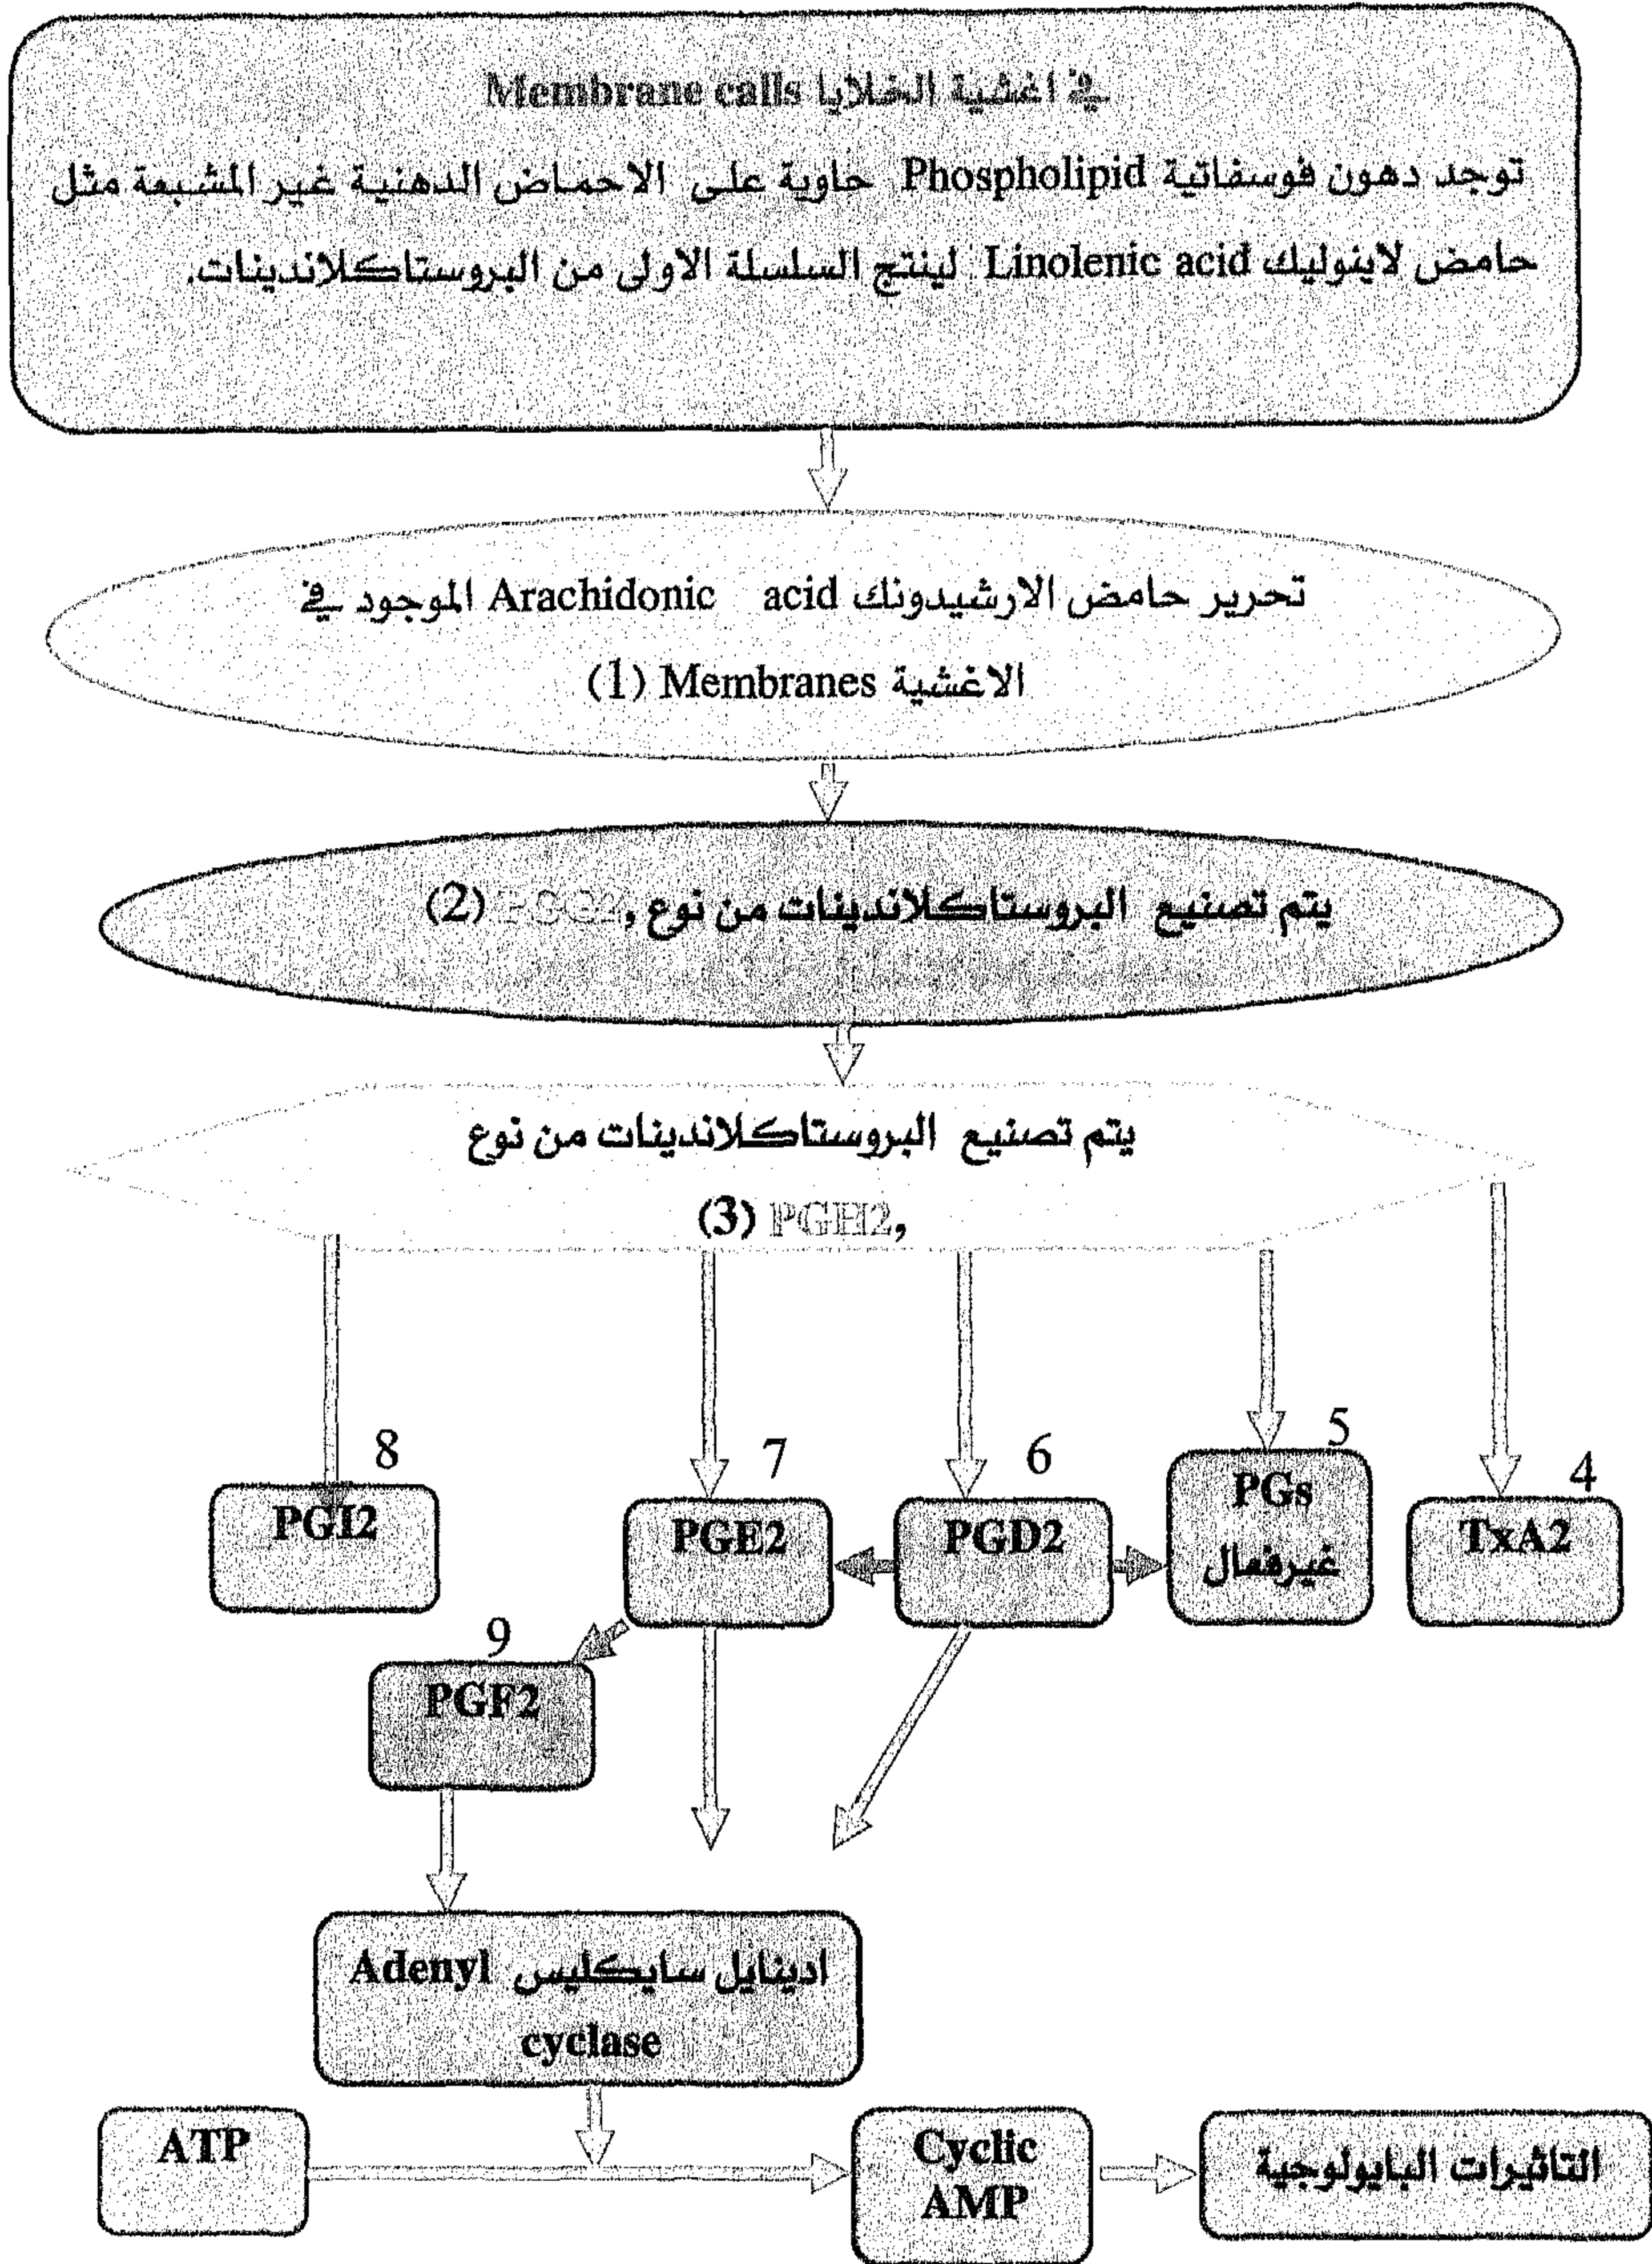 في اغشية الخلايا Membrane calls
توجد دهون فوسفاتية Phospholipid حاوية على الاحماض الدهنية غير المشبعة مثل
حامض لاينوليك Linolenic acid لينتج السلسلة الاولى من البروستاكلاندينات.
تحرير حامض الارشيدونك Arachidonic acid الموجود في
الاغشية Membranes (1)
يتم تصنيع البروستاكلاندينات من نوع PGG2, (2)
يتم تصنيع البروستاكلاندينات من نوع
(3) PGH2,
4
TxA2
5
PGs
غيرفعال
6
PGD2
7
PGE2
8
PGI2
9
PGF2
ادينايل سايكليس Adenyl
cyclase
ATP
Cyclic
AMP
التاثيرات البايولوجية